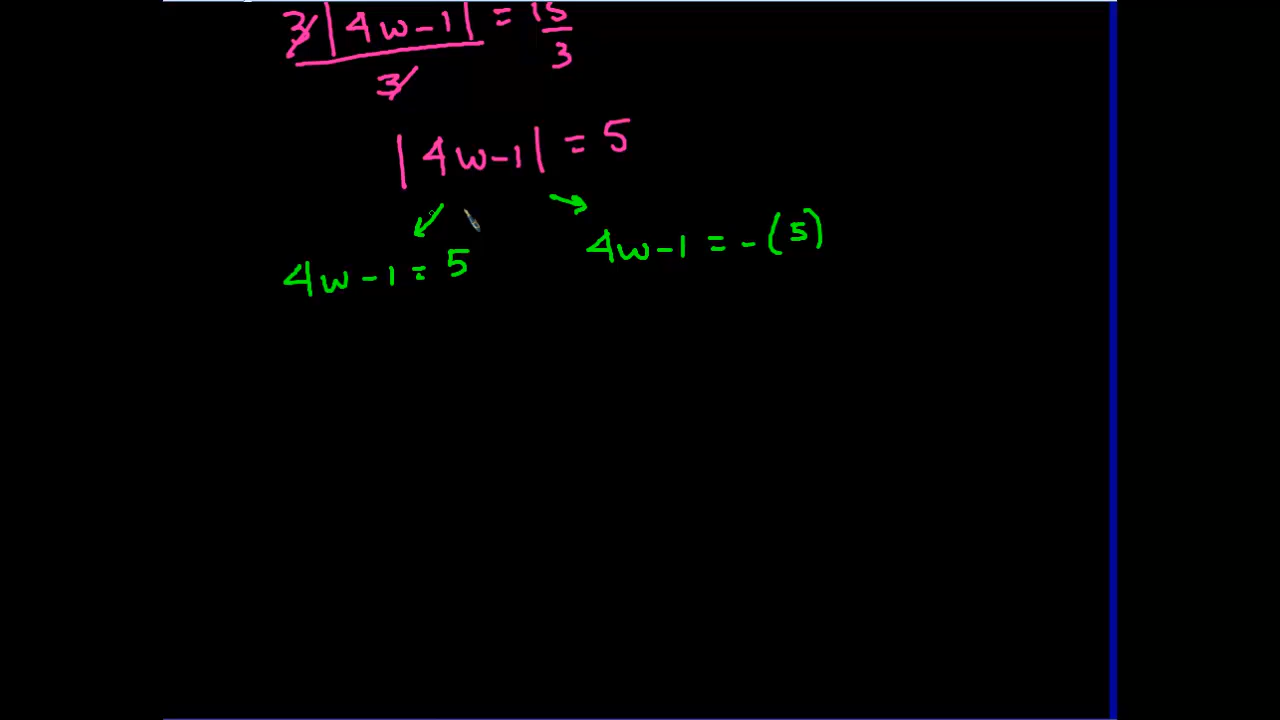 3|4w-1| = 15
3 3
|4w-1| = 5
4w-1 = 5
4w-1 = -(5)